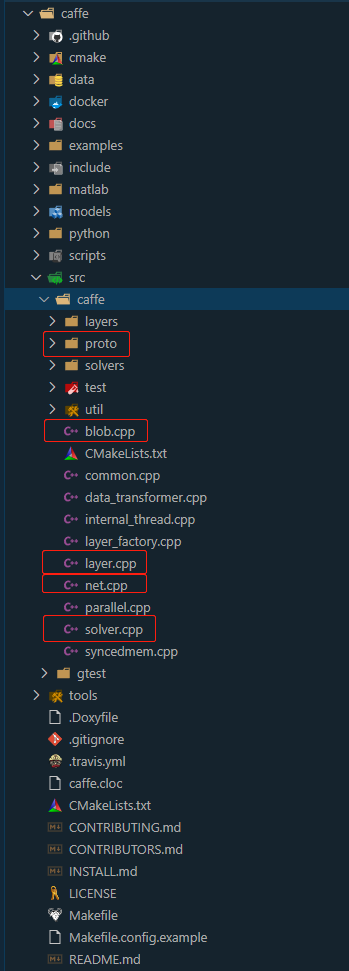 caffe
.github
cmake
data
docker
docs
examples
include
matlab
models
python
scripts
src
caffe
layers
proto
solvers
test
util
blob.cpp
CMakeLists.txt
common.cpp
data_transformer.cpp
internal_thread.cpp
layer_factory.cpp
layer.cpp
net.cpp
parallel.cpp
solver.cpp
syncedmem.cpp
gtest
tools
.Doxyfile
.gitignore
.travis.yml
caffe.cloc
CMakeLists.txt
CONTRIBUTING.md
CONTRIBUTORS.md
INSTALL.md
LICENSE
Makefile
Makefile.config.example
README.md